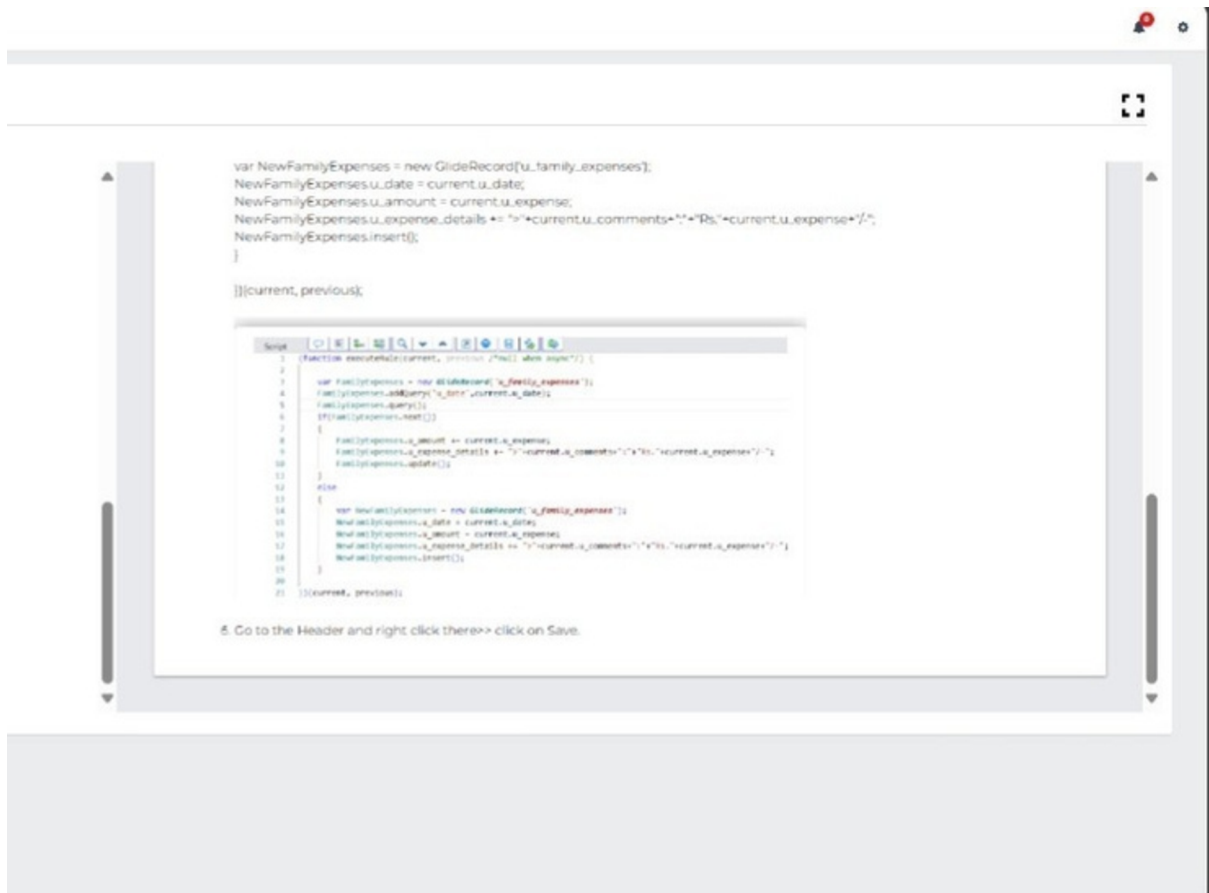 var NewFamilyExpenses = new GlideRecord('u_family_expenses');
NewFamilyExpenses.u_date = current.u_date;
NewFamilyExpenses.u_amount = current.u_expense;
NewFamilyExpenses.u_expense_details += ">"+current.u_comments+":"+"Rs."+current.u_expense+"/-";
NewFamilyExpenses.insert();
}
})(current, previous);
Script
1 (function executeRule(current, previous /*null when async*/) {
2
3 var FamilyExpenses = new GlideRecord('u_family_expenses');
4 FamilyExpenses.addQuery('u_date',current.u_date);
5 FamilyExpenses.query();
6 if(FamilyExpenses.next())
7 {
8 FamilyExpenses.u_amount += current.u_expense;
9 FamilyExpenses.u_expense_details += ">"+current.u_comments+":"+"Rs."+current.u_expense+"/-";
10 FamilyExpenses.update();
11 }
12 else
13 {
14 var NewFamilyExpenses = new GlideRecord('u_family_expenses');
15 NewFamilyExpenses.u_date = current.u_date;
16 NewFamilyExpenses.u_amount = current.u_expense;
17 NewFamilyExpenses.u_expense_details += ">"+current.u_comments+":"+"Rs."+current.u_expense+"/-";
18 NewFamilyExpenses.insert();
19 }
20
21 })(current, previous);
Go to the Header and right click there>> click on Save.